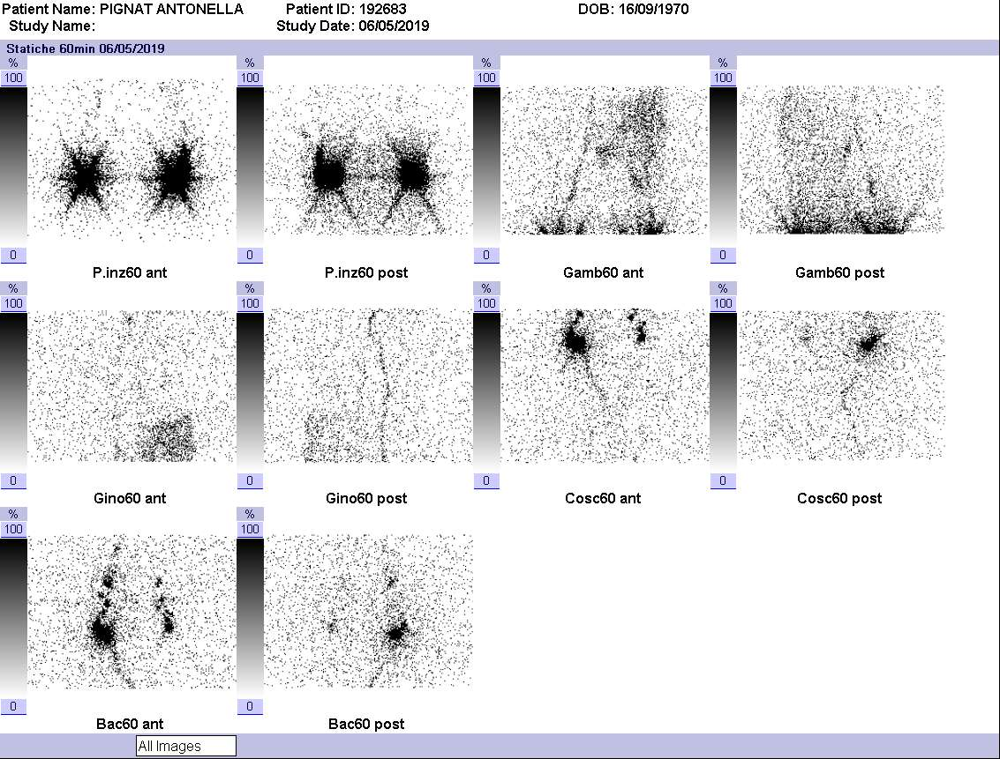 Patient Name: PIGNAT ANTONELLA Patient ID: 192683 DOB: 16/09/1970
Study Name: Study Date: 06/05/2019
Statiche 60min 06/05/2019
% % % %
100 100 100 100
0 0 0 0
P.inz60 ant P.inz60 post Gamb60 ant Gamb60 post
% % % %
100 100 100 100
0 0 0 0
Gino60 ant Gino60 post Cosc60 ant Cosc60 post
% %
100 100
0 0
Bac60 ant Bac60 post
All Images